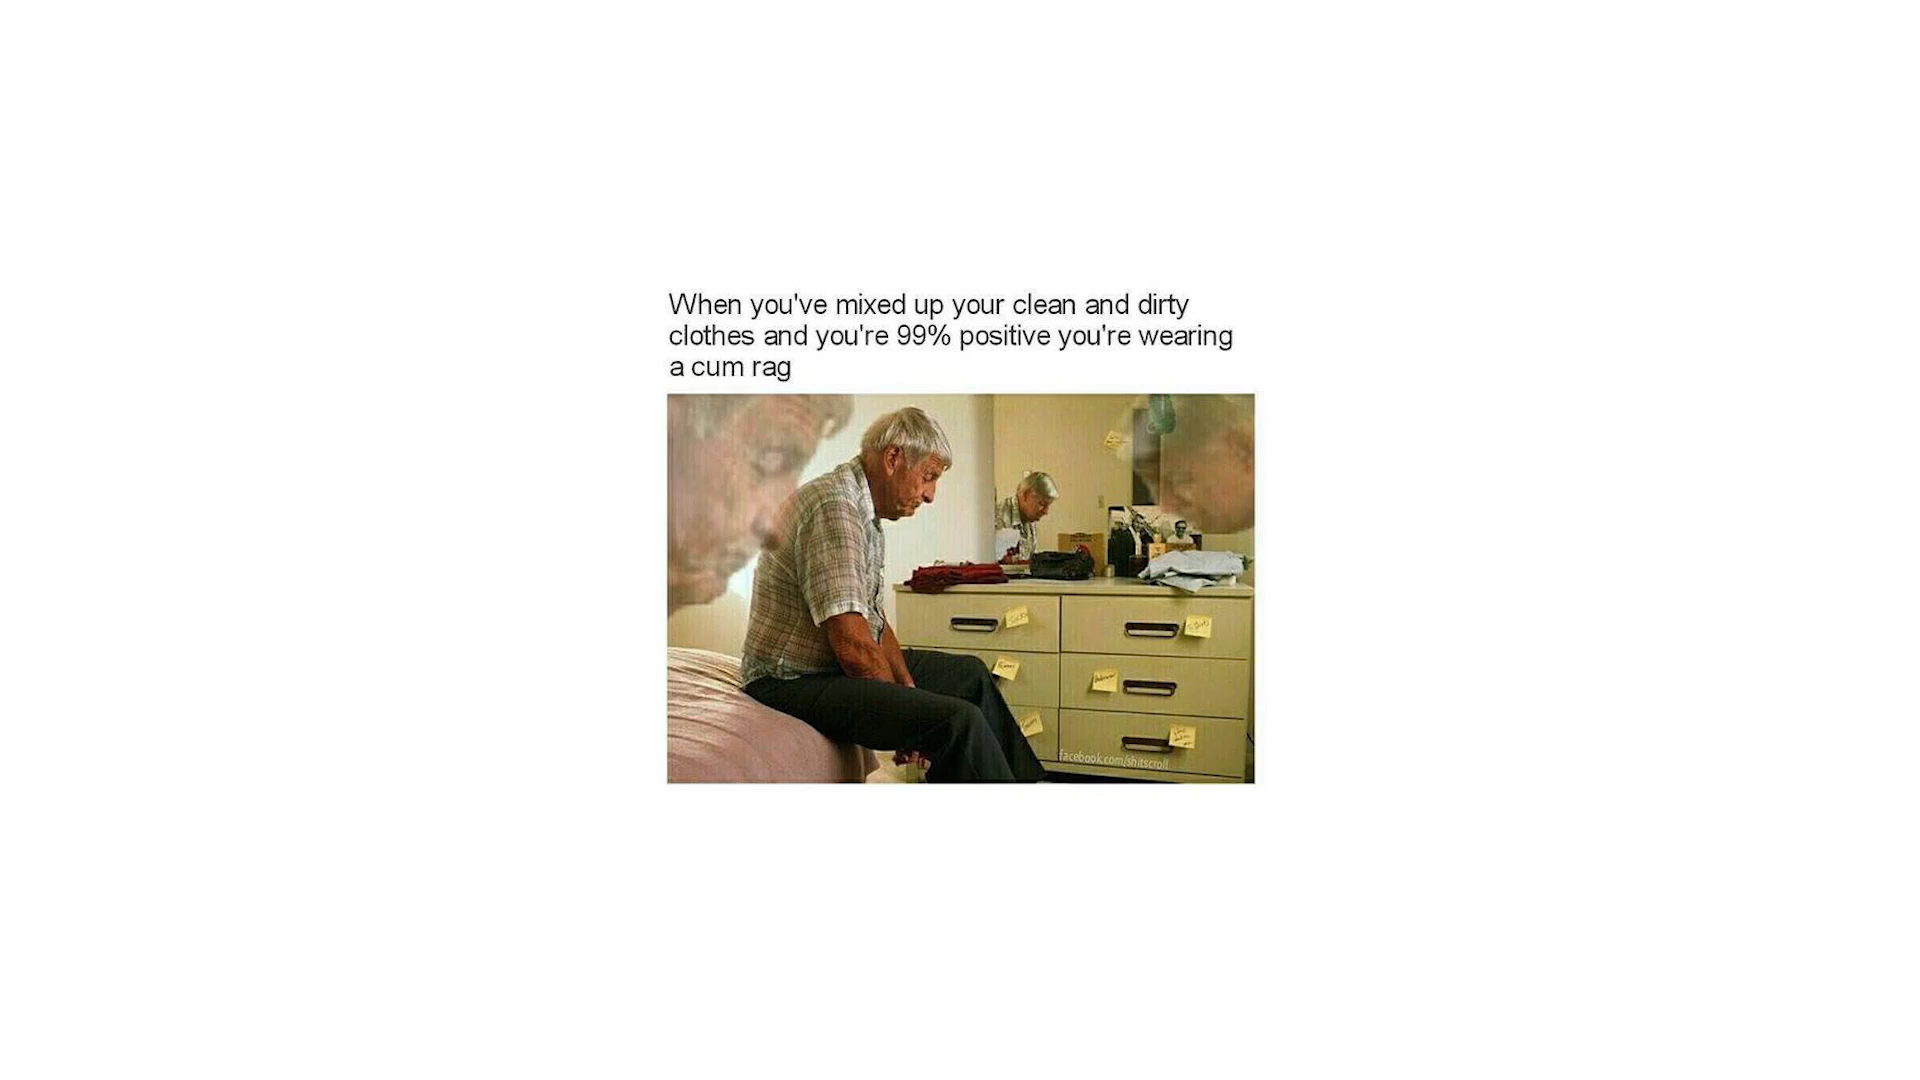 When you've mixed up your clean and dirty
clothes and you're 99% positive you're wearing
a cum rag
facebook.com/shitscroll